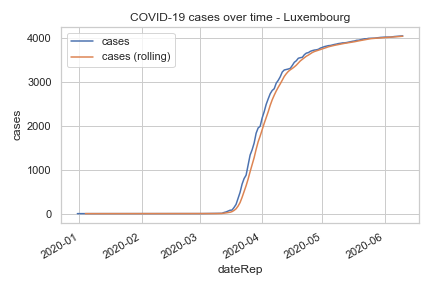 COVID-19 cases over time - Luxembourg
cases
cases (rolling)
4000
3000
2000
1000
0
cases
2020-01
2020-02
2020-03
2020-04
2020-05
2020-06
dateRep